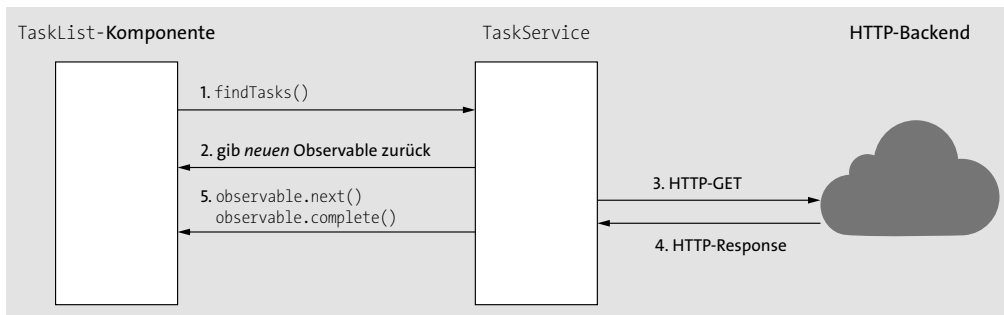 TaskList-Komponente
TaskService
HTTP-Backend
1. findTasks()
2. gib neuen Observable zurück
3. HTTP-GET
4. HTTP-Response
5. observable.next()
observable.complete()